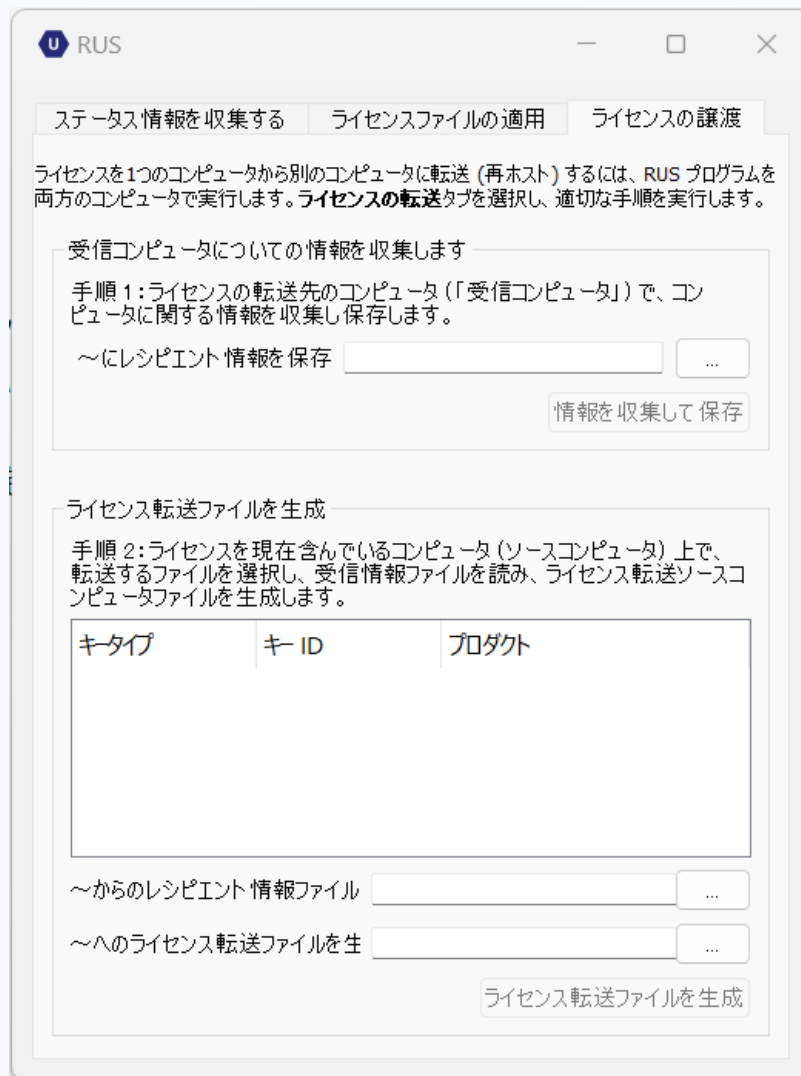 U RUS
ステータス情報を収集する ライセンスファイルの適用 ライセンスの譲渡
ライセンスを1つのコンピュータから別のコンピュータに転送 (再ホスト) するには、RUS プログラムを
両方のコンピュータで実行します。ライセンスの転送タブを選択し、適切な手順を実行します。
受信コンピュータについての情報を収集します
手順 1:ライセンスの転送先のコンピュータ (「受信コンピュータ」) で、コン
ピュータに関する情報を収集し保存します。
～にレシピエント情報を保存 ...
情報を収集して保存
ライセンス転送ファイルを生成
手順 2:ライセンスを現在含んでいるコンピュータ (ソースコンピュータ) 上で、
転送するファイルを選択し、受信情報ファイルを読み、ライセンス転送ソースコ
ンピュータファイルを生成します。
キータイプ キー ID プロダクト
～からのレシピエント情報ファイル ...
～へのライセンス転送ファイルを生 ...
ライセンス転送ファイルを生成